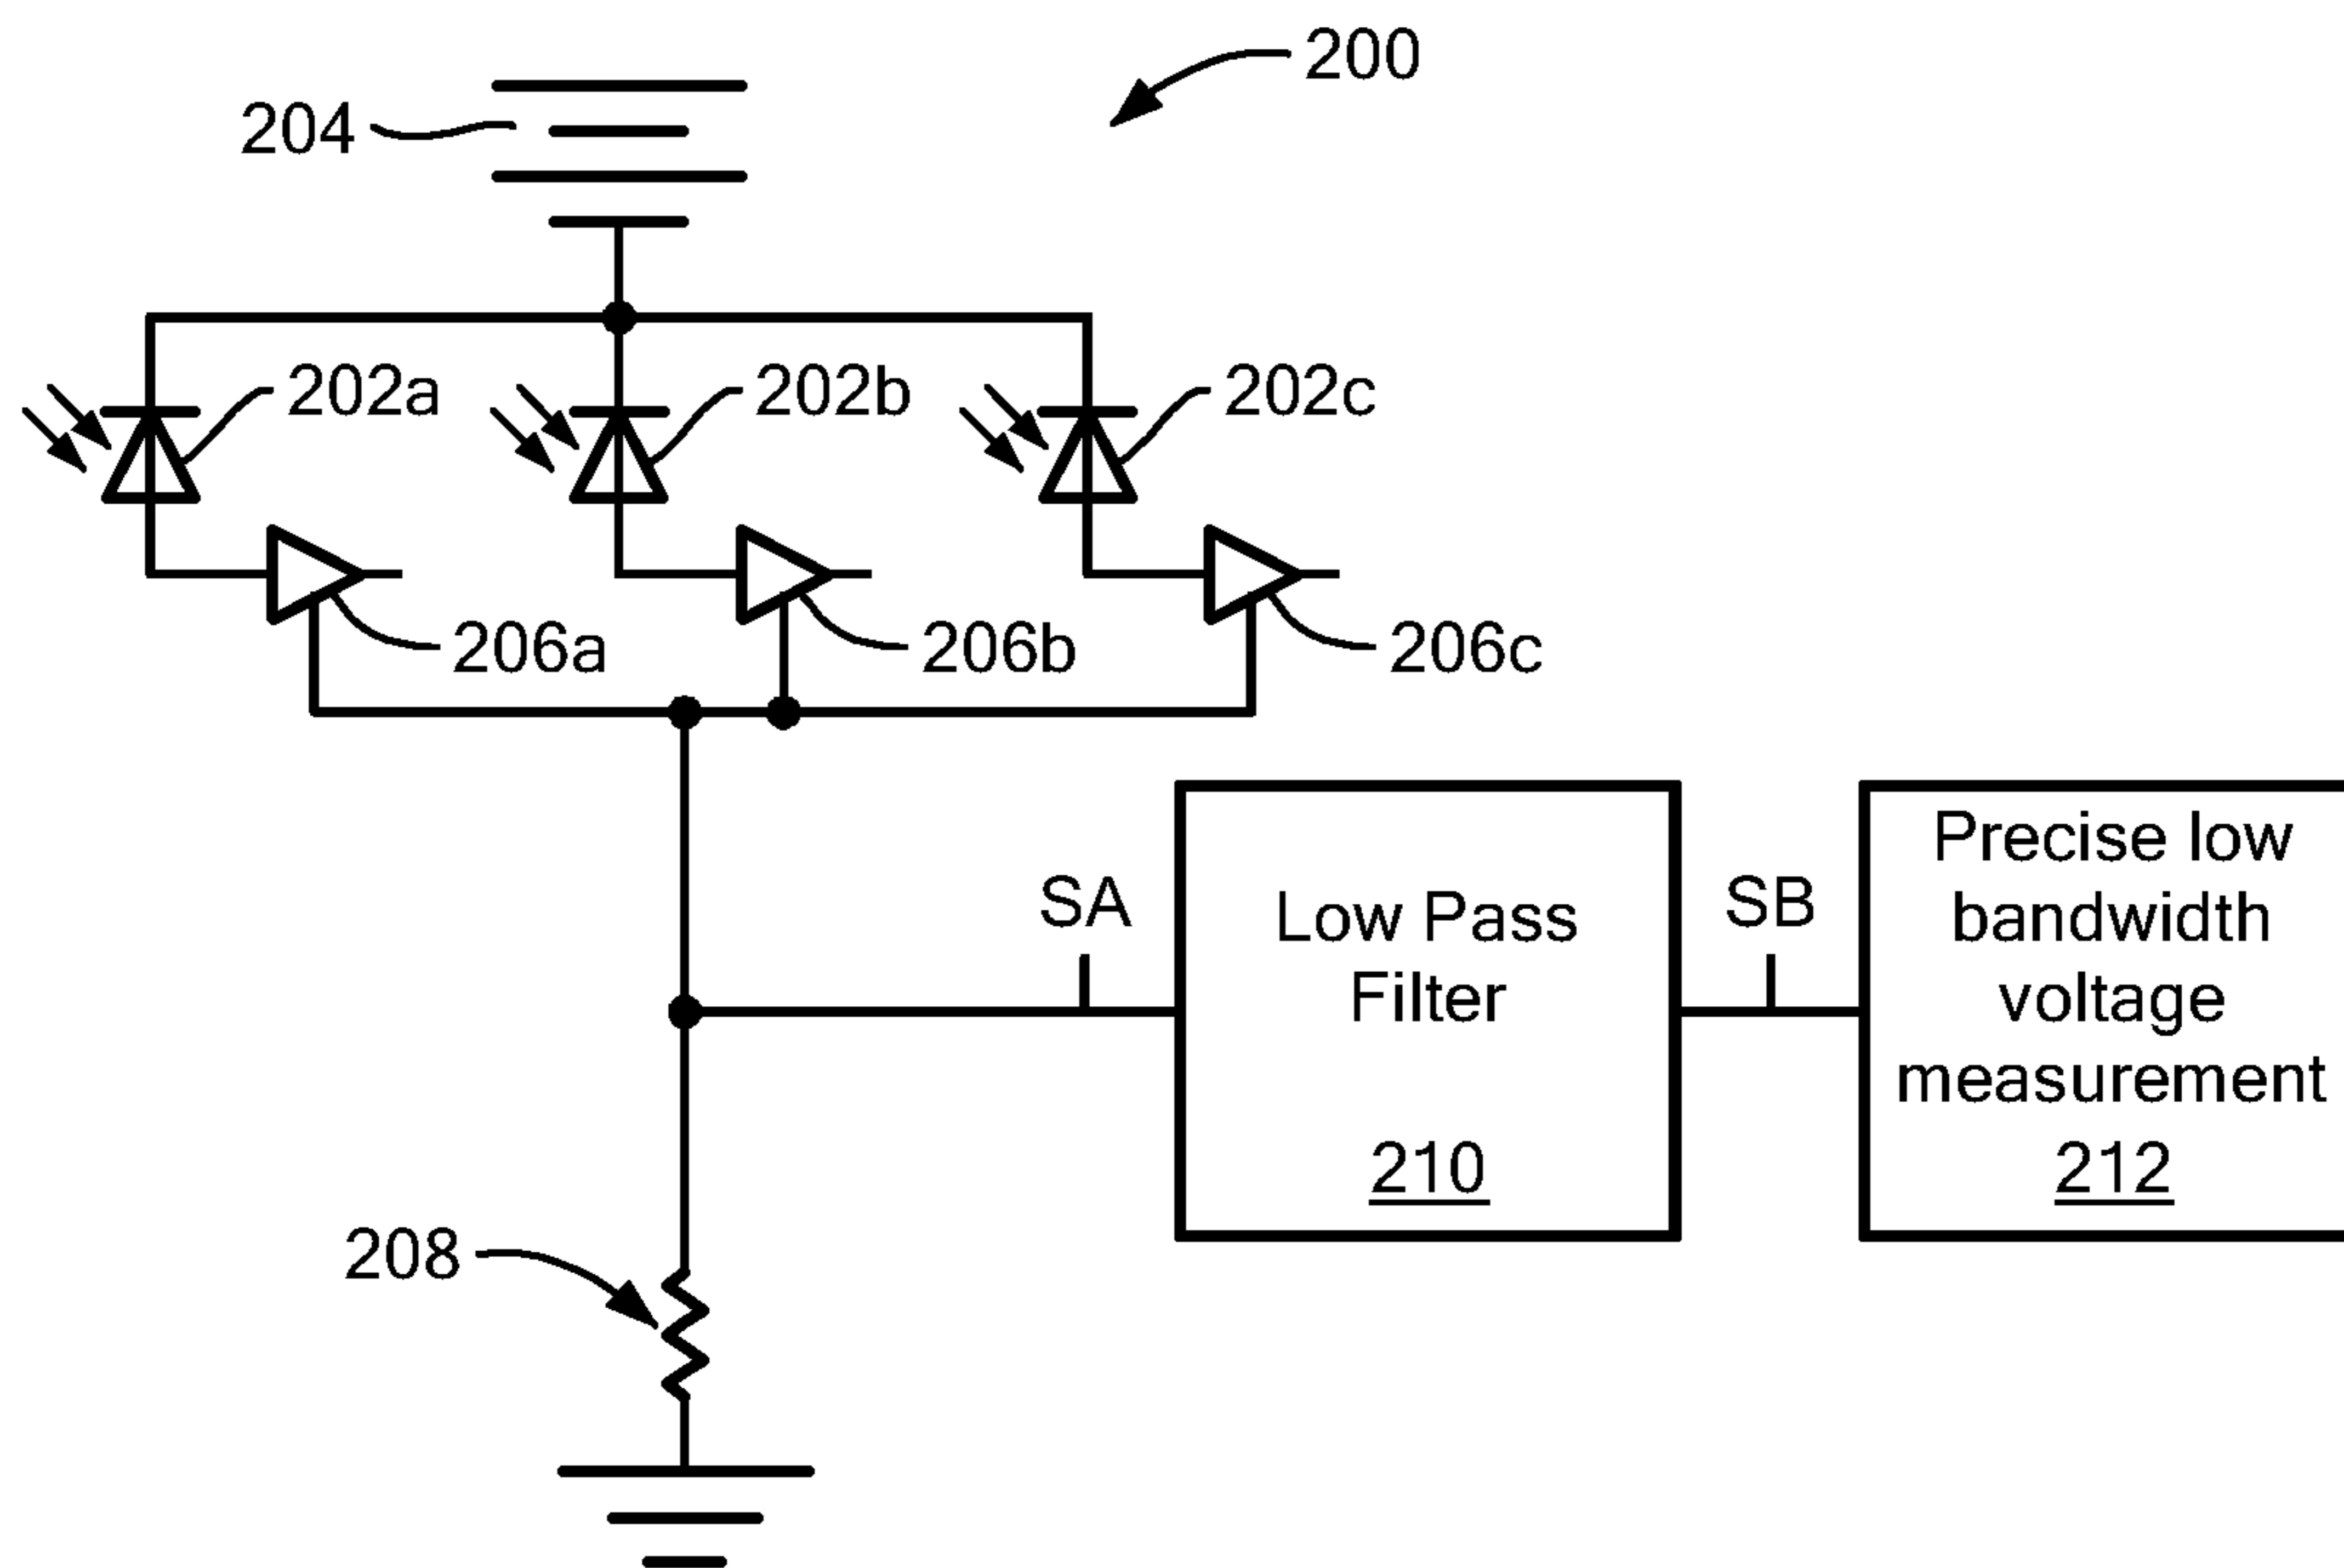 200
204
202a
202b
202c
206a
206b
206c
SA
Low Pass
Filter
210
SB
Precise low
bandwidth
voltage
measurement
212
208